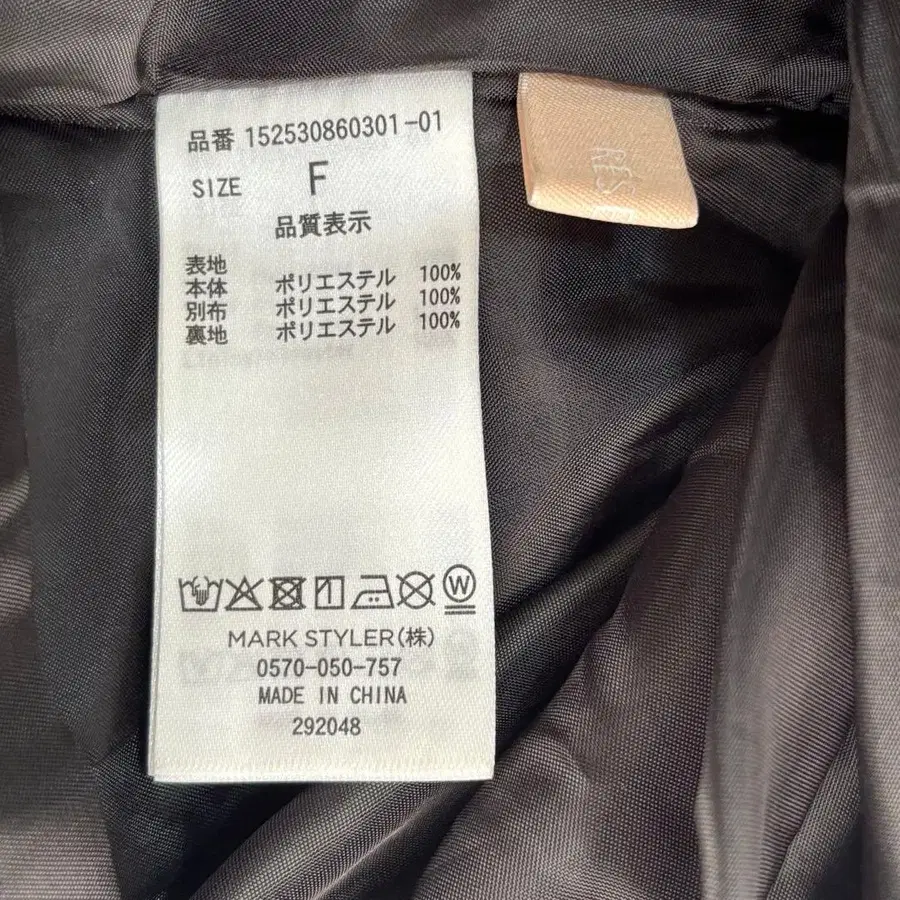 品番 152530860301-01
SIZE F
品質表示
表地
本体 ポリエステル 100%
別布 ポリエステル 100%
裏地 ポリエステル 100%
W
MARK STYLER(株)
0570-050-757
MADE IN CHINA
292048
RES